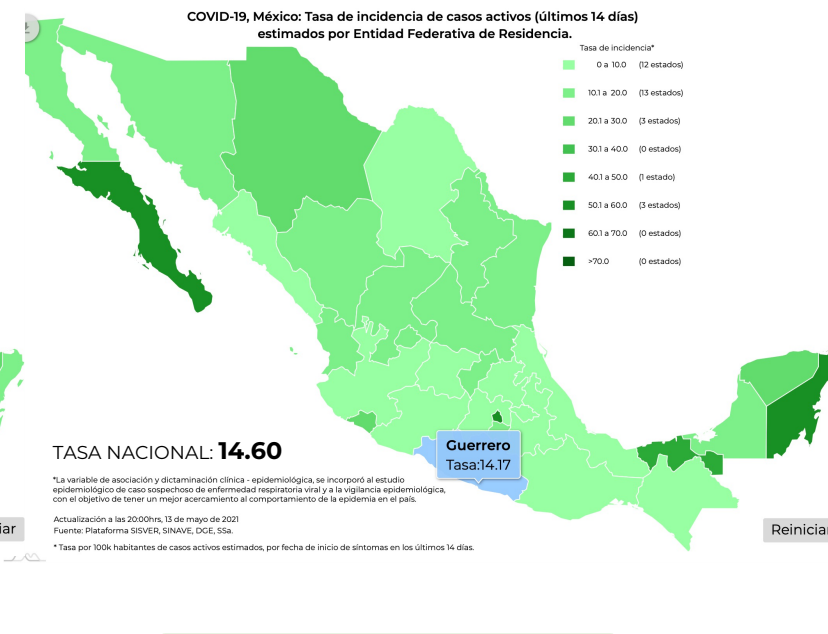 COVID-19, México: Tasa de incidencia de casos activos (últimos 14 días)
estimados por Entidad Federativa de Residencia.
Tasa de incidencia*
0 a 10.0 (12 estados)
10.1 a 20.0 (13 estados)
20.1 a 30.0 (3 estados)
30.1 a 40.0 (0 estados)
40.1 a 50.0 (1 estado)
50.1 a 60.0 (3 estados)
60.1 a 70.0 (0 estados)
>70.0 (0 estados)
Guerrero
Tasa:14.17
TASA NACIONAL: 14.60
*La variable de asociación y dictaminación clínica - epidemiológica, se incorporó al estudio
epidemiológico de caso sospechoso de enfermedad respiratoria viral y a la vigilancia epidemiológica,
con el objetivo de tener un mejor acercamiento al comportamiento de la epidemia en el país.
Actualización a las 20:00hrs, 13 de mayo de 2021
Fuente: Plataforma SISVER, SINAVE, DGE, SSa.
* Tasa por 100k habitantes de casos activos estimados, por fecha de inicio de síntomas en los últimos 14 días.
iar
Reiniciar